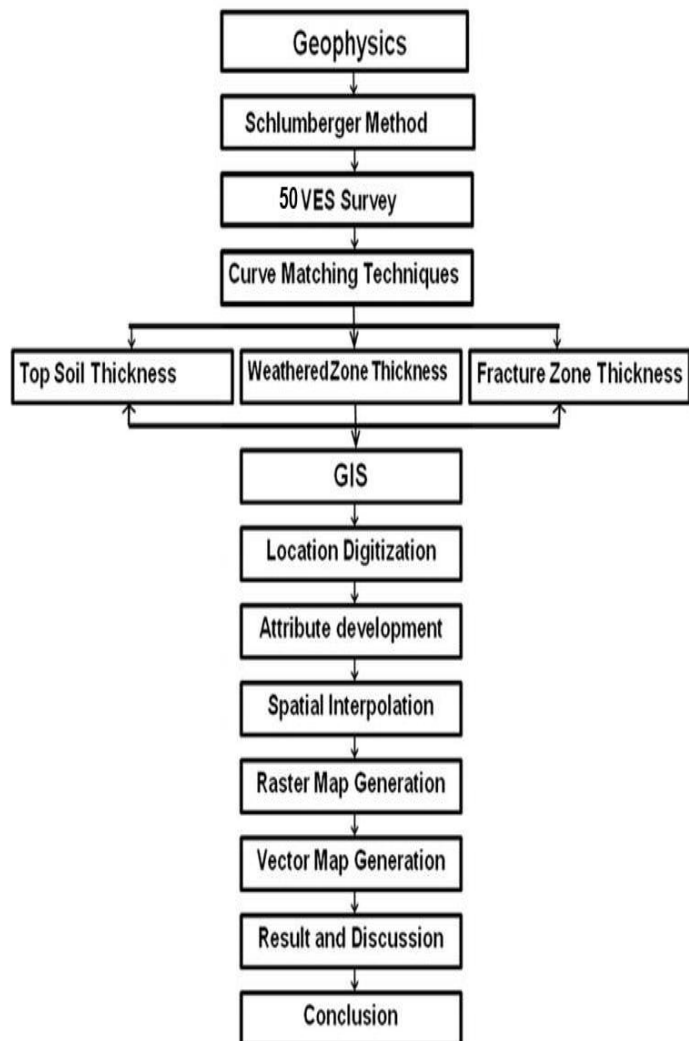 Geophysics
Schlumberger Method
50 VES Survey
Curve Matching Techniques
Top Soil Thickness
Weathered Zone Thickness
Fracture Zone Thickness
GIS
Location Digitization
Attribute development
Spatial Interpolation
Raster Map Generation
Vector Map Generation
Result and Discussion
Conclusion